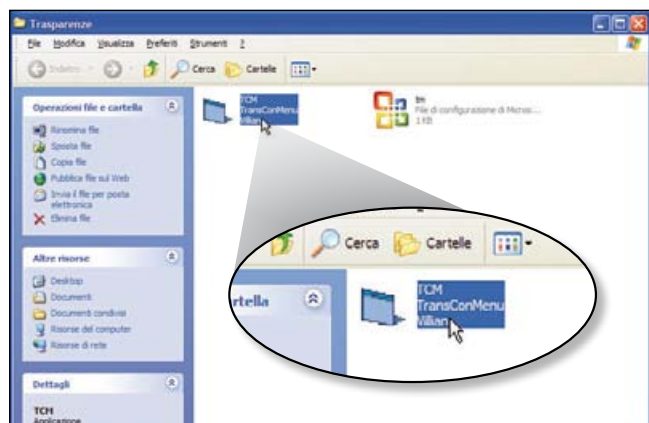 Trasparenze
File Modifica Visualizza Preferiti Strumenti ?
Indietro Cerca Cartelle
Operazioni file e cartella
Rinomina file
Sposta file
Copia file
Pubblica file sul Web
Invia il file per posta
elettronica
Elimina file
Altre risorse
Desktop
Documenti
Documenti condivisi
Risorse del computer
Risorse di rete
Dettagli
TCM
Applicazione
TCM
TransConMenu
tm
File di configurazione di Micros...
1 KB
Cerca Cartelle
rtella
TCM
TransConMenu